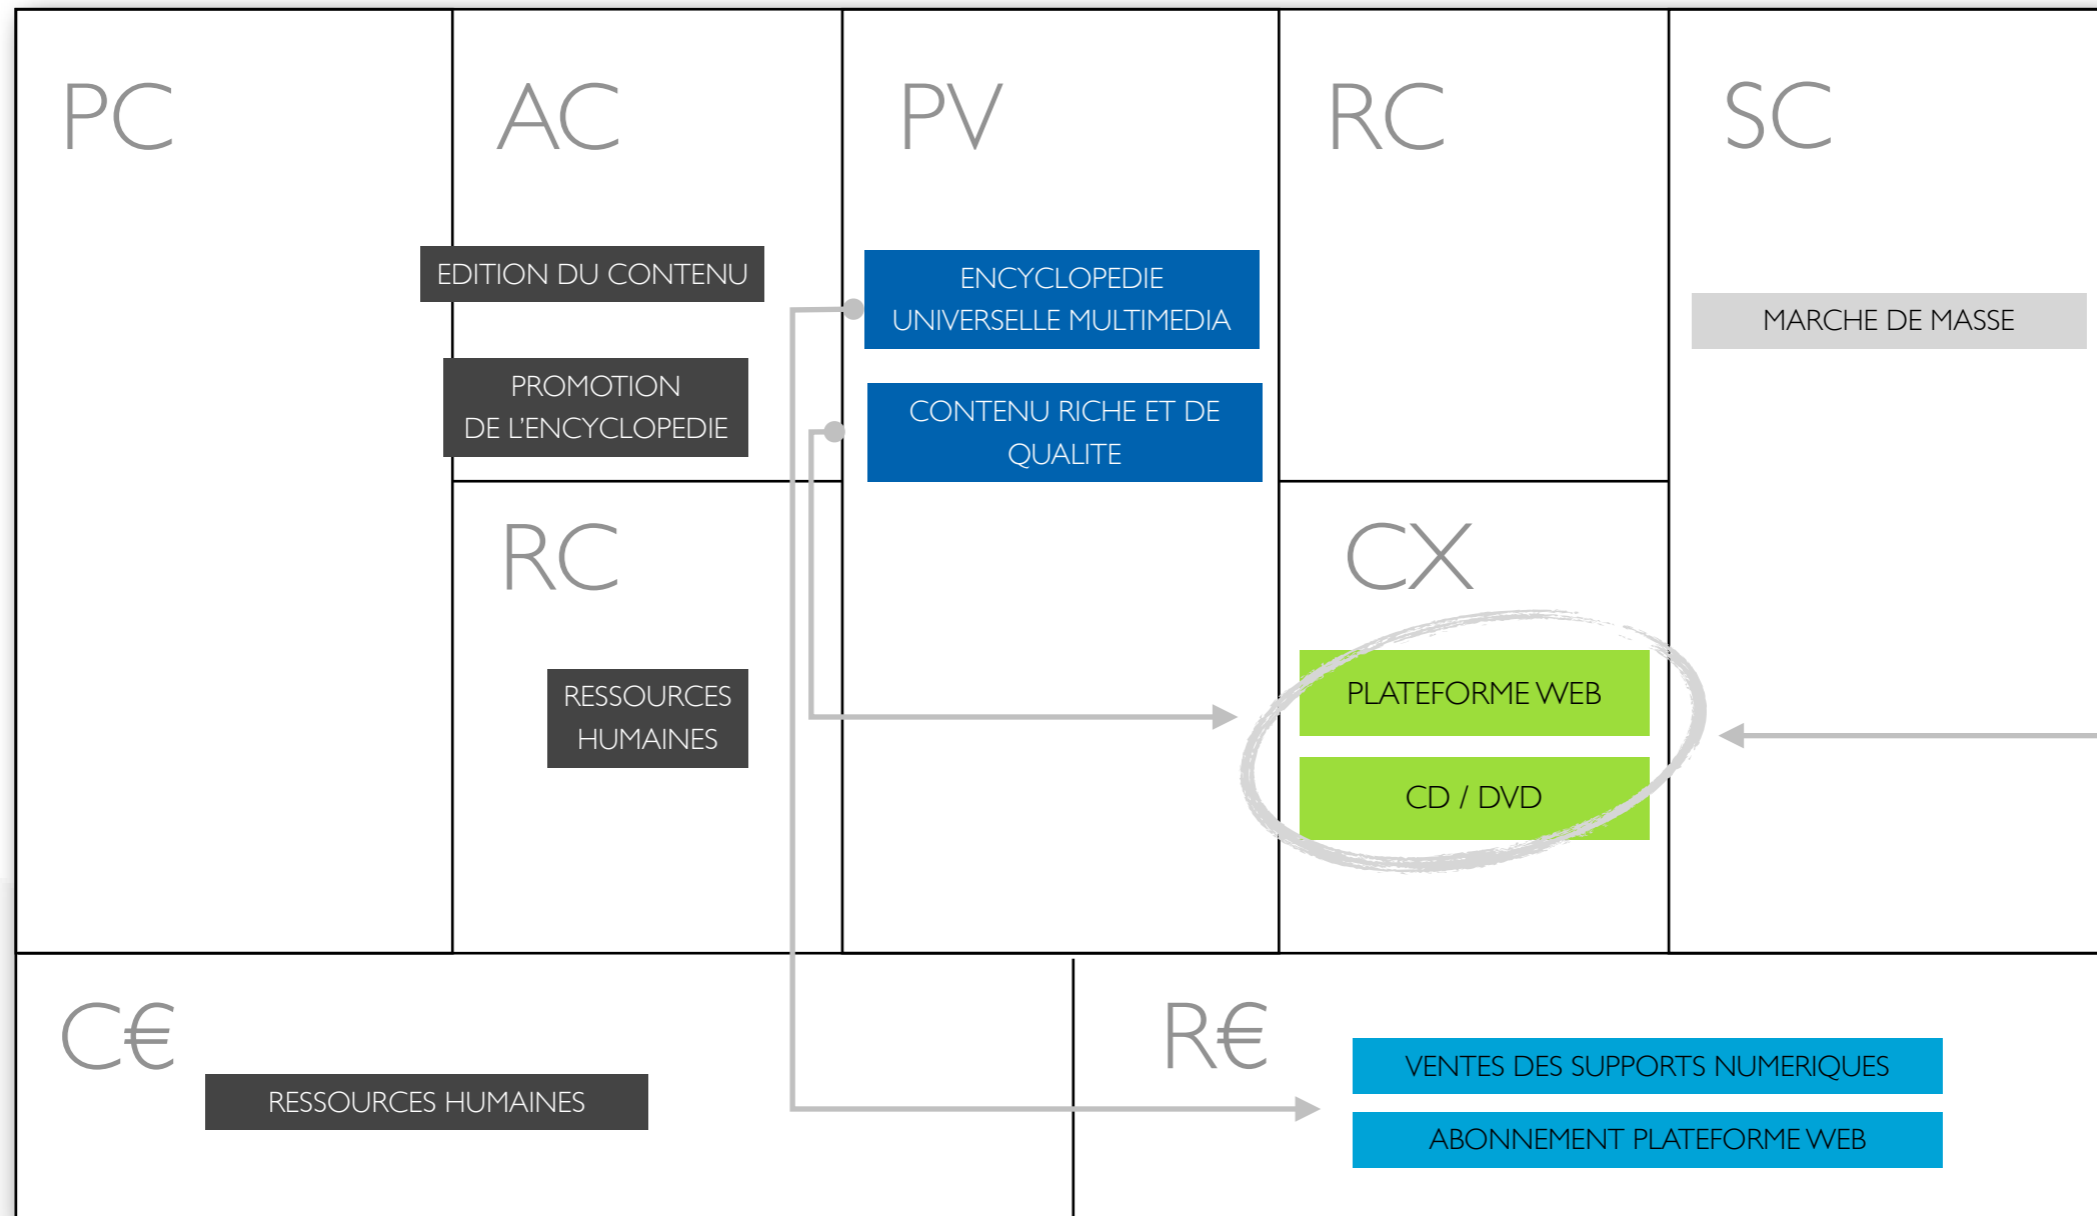 PC
AC
PV
RC
SC
EDITION DU CONTENU
PROMOTION
DE L'ENCYCLOPEDIE
ENCYCLOPEDIE
UNIVERSELLE MULTIMEDIA
CONTENU RICHE ET DE
QUALITE
MARCHE DE MASSE
RC
RESSOURCES
HUMAINES
CX
PLATEFORME WEB
CD / DVD
C€
RESSOURCES HUMAINES
R€
VENTES DES SUPPORTS NUMERIQUES
ABONNEMENT PLATEFORME WEB